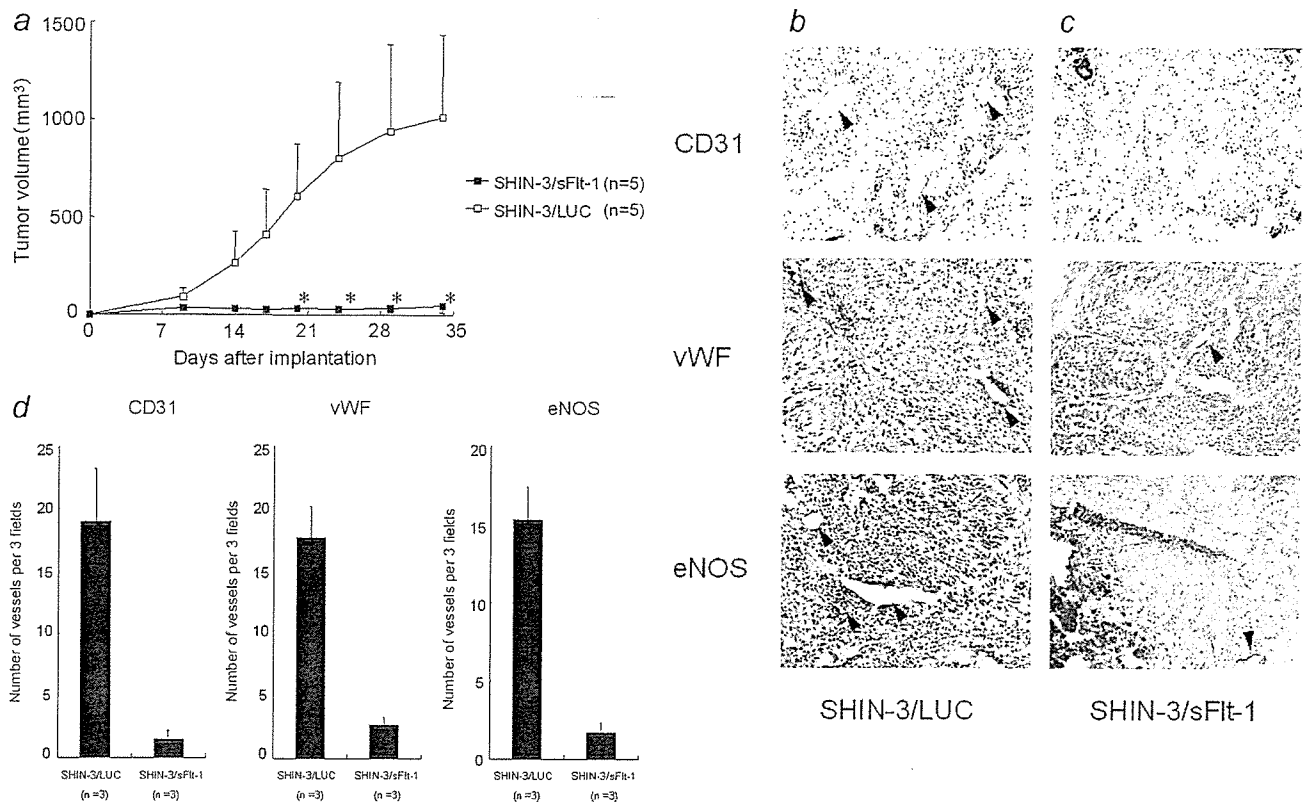 a
1500
1000
500
0
Tumor volume (mm³)
0 7 14 21 28 35
Days after implantation
* * * *
SHIN-3/sFlt-1 (n=5)
SHIN-3/LUC (n=5)
b
c
CD31
vWF
eNOS
SHIN-3/LUC
SHIN-3/sFlt-1
d
CD31
Number of vessels per 3 fields
25
20
15
10
5
0
SHIN-3/LUC
(n =3)
SHIN-3/sFlt-1
(n =3)
vWF
Number of vessels per 3 fields
25
20
15
10
5
0
SHIN-3/LUC
(n =3)
SHIN-3/sFlt-1
(n =3)
eNOS
Number of vessels per 3 fields
20
15
10
5
0
SHIN-3/LUC
(n =3)
SHIN-3/sFlt-1
(n =3)